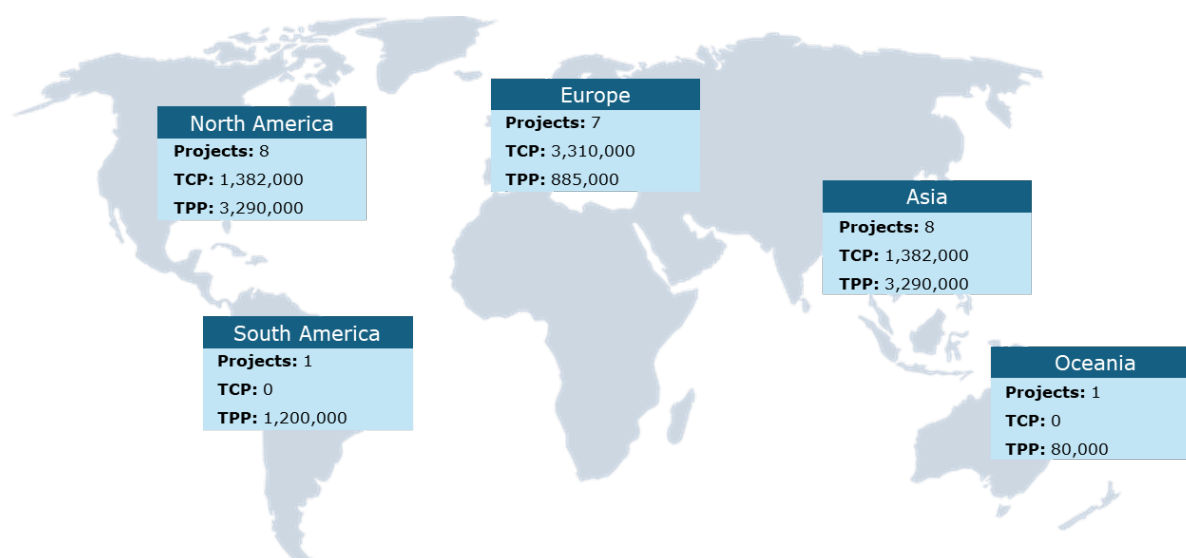 North America
Projects: 8
TCP: 1,382,000
TPP: 3,290,000
Europe
Projects: 7
TCP: 3,310,000
TPP: 885,000
Asia
Projects: 8
TCP: 1,382,000
TPP: 3,290,000
South America
Projects: 1
TCP: 0
TPP: 1,200,000
Oceania
Projects: 1
TCP: 0
TPP: 80,000